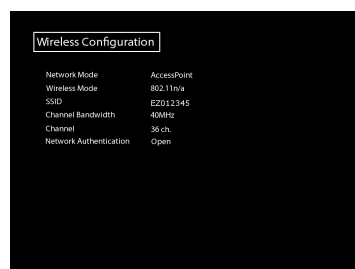 Wireless Configuration
Network Mode AccessPoint
Wireless Mode 802.11n/a
SSID EZ012345
Channel Bandwidth 40MHz
Channel 36 ch.
Network Authentication Open